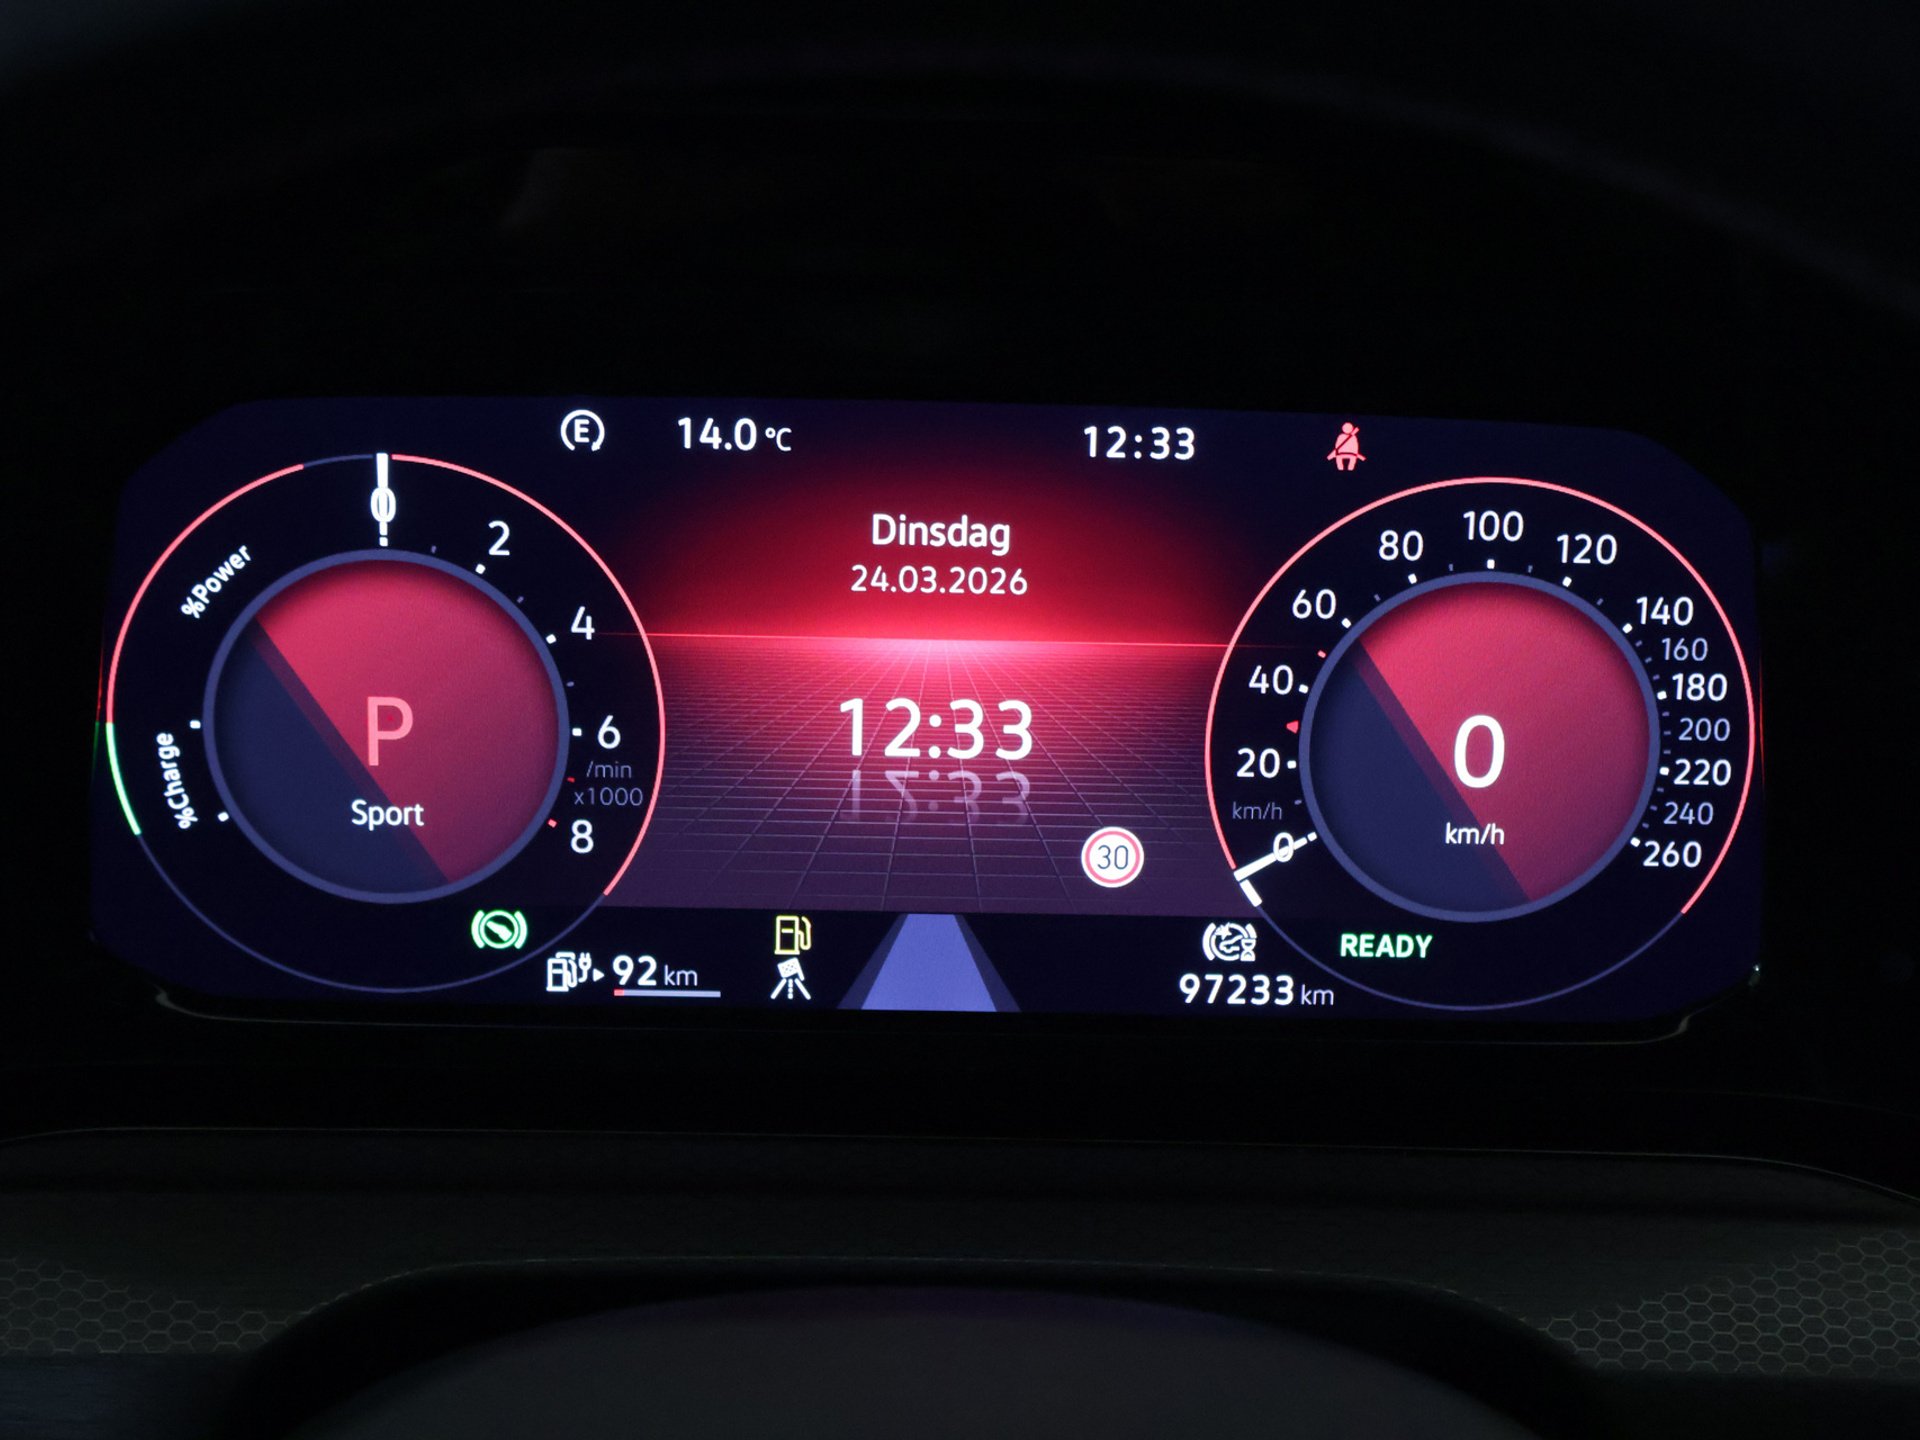 E
14.0 °C
12:33
Dinsdag
24.03.2026
12:33
30
%Power
%Charge
0
2
4
6
/min
x1000
8
P
Sport
92 km
97233 km
READY
0
20
40
60
80
100
120
140
160
180
200
220
240
260
km/h
0
km/h